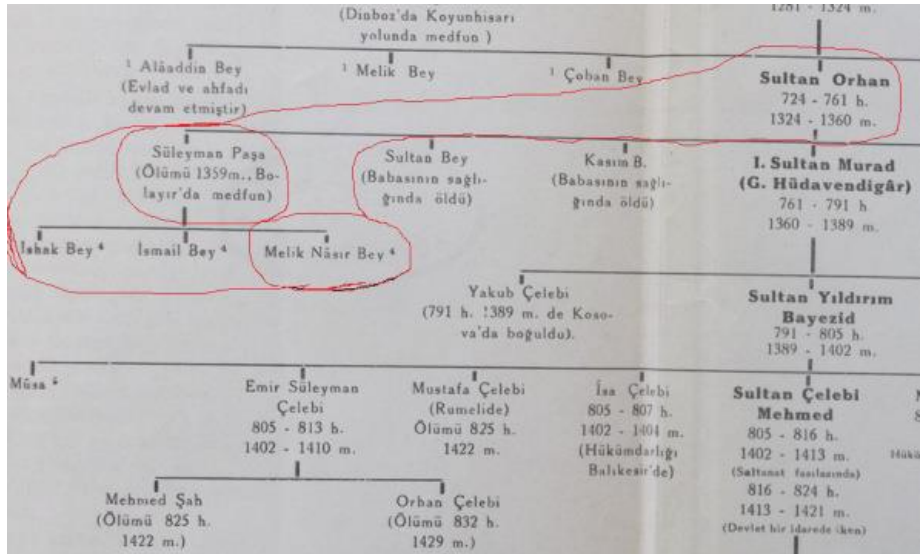 (Dinboz'da Koyunhisarı
yolunda medfun )
1281 - 1324 m.
¹ Alâaddin Bey
(Evlad ve ahfadı
devam etmiştir)
¹ Melik Bey
¹ Çoban Bey
Sultan Orhan
724 - 761 h.
1324 - 1360 m.
Süleyman Paşa
(Ölümü 1359m., Bo-
layır'da medfun)
Sultan Bey
(Babasının sağlı-
ğında öldü)
Kasım B.
(Babasının sağlı-
ğında öldü)
I. Sultan Murad
(G. Hüdavendigâr)
761 - 791 h
1360 - 1389 m.
İshak Bey ⁴
İsmail Bey ⁴
Melik Nâsır Bey ⁴
Yakub Çelebi
(791 h. 1389 m. de Koso-
va'da boğuldu).
Sultan Yıldırım
Bayezid
791 - 805 h.
1389 - 1402 m.
Mûsa
Emir Süleyman
Çelebi
805 - 813 h.
1402 - 1410 m.
Mustafa Çelebi
(Rumelide)
Ölümü 825 h.
1422 m.
İsa Çelebi
805 - 807 h.
1402 - 1404 m.
(Hükümdarlığı
Balıkesir'de)
Sultan Çelebi
Mehmed
805 - 816 h.
1402 - 1413 m.
(Saltanat fasılasında)
816 - 824 h.
1413 - 1421 m.
(Devlet bir idarede iken)
Mehmed Şah
(Ölümü 825 h.
1422 m.)
Orhan Çelebi
(Ölümü 832 h.
1429 m.)